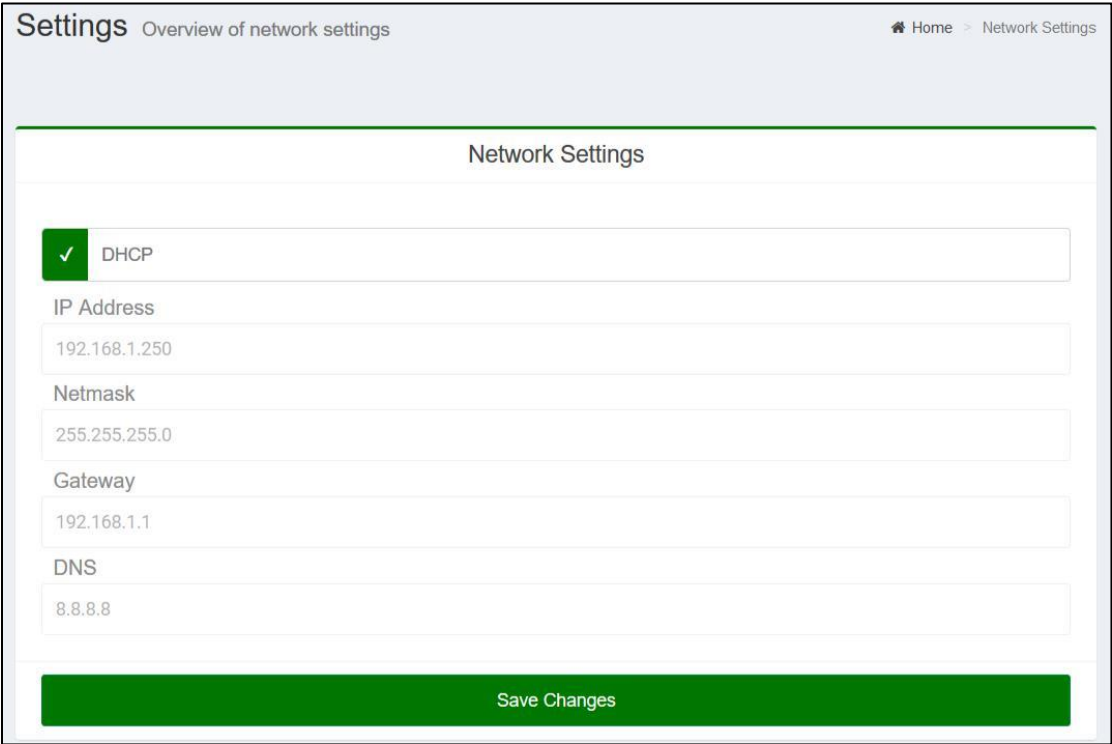 Settings Overview of network settings
Home > Network Settings
Network Settings
✓ DHCP
IP Address
192.168.1.250
Netmask
255.255.255.0
Gateway
192.168.1.1
DNS
8.8.8.8
Save Changes